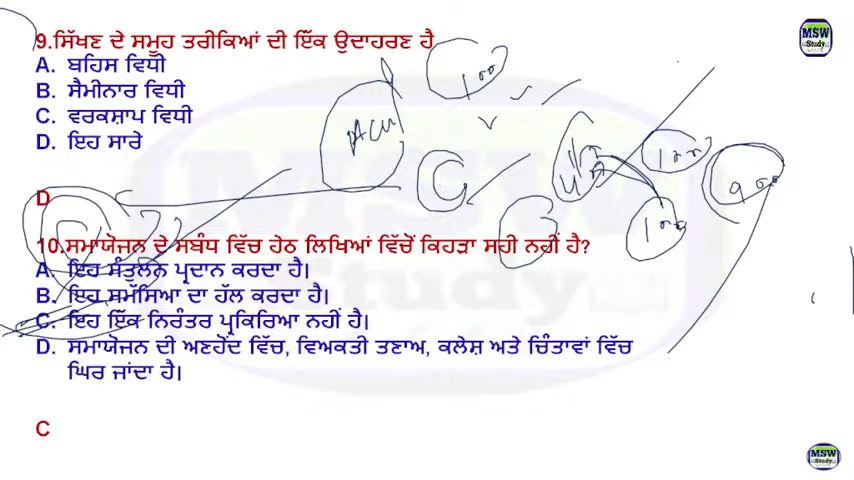 9.ਸਿੱਖਣ ਦੇ ਸਮੂਹ ਤਰੀਕਿਆਂ ਦੀ ਇੱਕ ਉਦਾਹਰਣ ਹੈ
A. ਬਹਿਸ ਵਿਧੀ
B. ਸੈਮੀਨਾਰ ਵਿਧੀ
C. ਵਰਕਸ਼ਾਪ ਵਿਧੀ
D. ਇਹ ਸਾਰੇ
D
10.ਸਮਾਯੋਜਨ ਦੇ ਸਬੰਧ ਵਿੱਚ ਹੇਠ ਲਿਖਿਆਂ ਵਿੱਚੋਂ ਕਿਹੜਾ ਸਹੀ ਨਹੀਂ ਹੈ?
A. ਇਹ ਸੰਤੁਲਨ ਪ੍ਰਦਾਨ ਕਰਦਾ ਹੈ।
B. ਇਹ ਸਮੱਸਿਆ ਦਾ ਹੱਲ ਕਰਦਾ ਹੈ।
C. ਇਹ ਇੱਕ ਨਿਰੰਤਰ ਪ੍ਰਕਿਰਿਆ ਨਹੀਂ ਹੈ।
D. ਸਮਾਯੋਜਨ ਦੀ ਅਣਹੋਂਦ ਵਿੱਚ, ਵਿਅਕਤੀ ਤਣਾਅ, ਕਲੇਸ਼ ਅਤੇ ਚਿੰਤਾਵਾਂ ਵਿੱਚ
ਘਿਰ ਜਾਂਦਾ ਹੈ।
C
MSW
Study
MSW
Study
MSW
Study